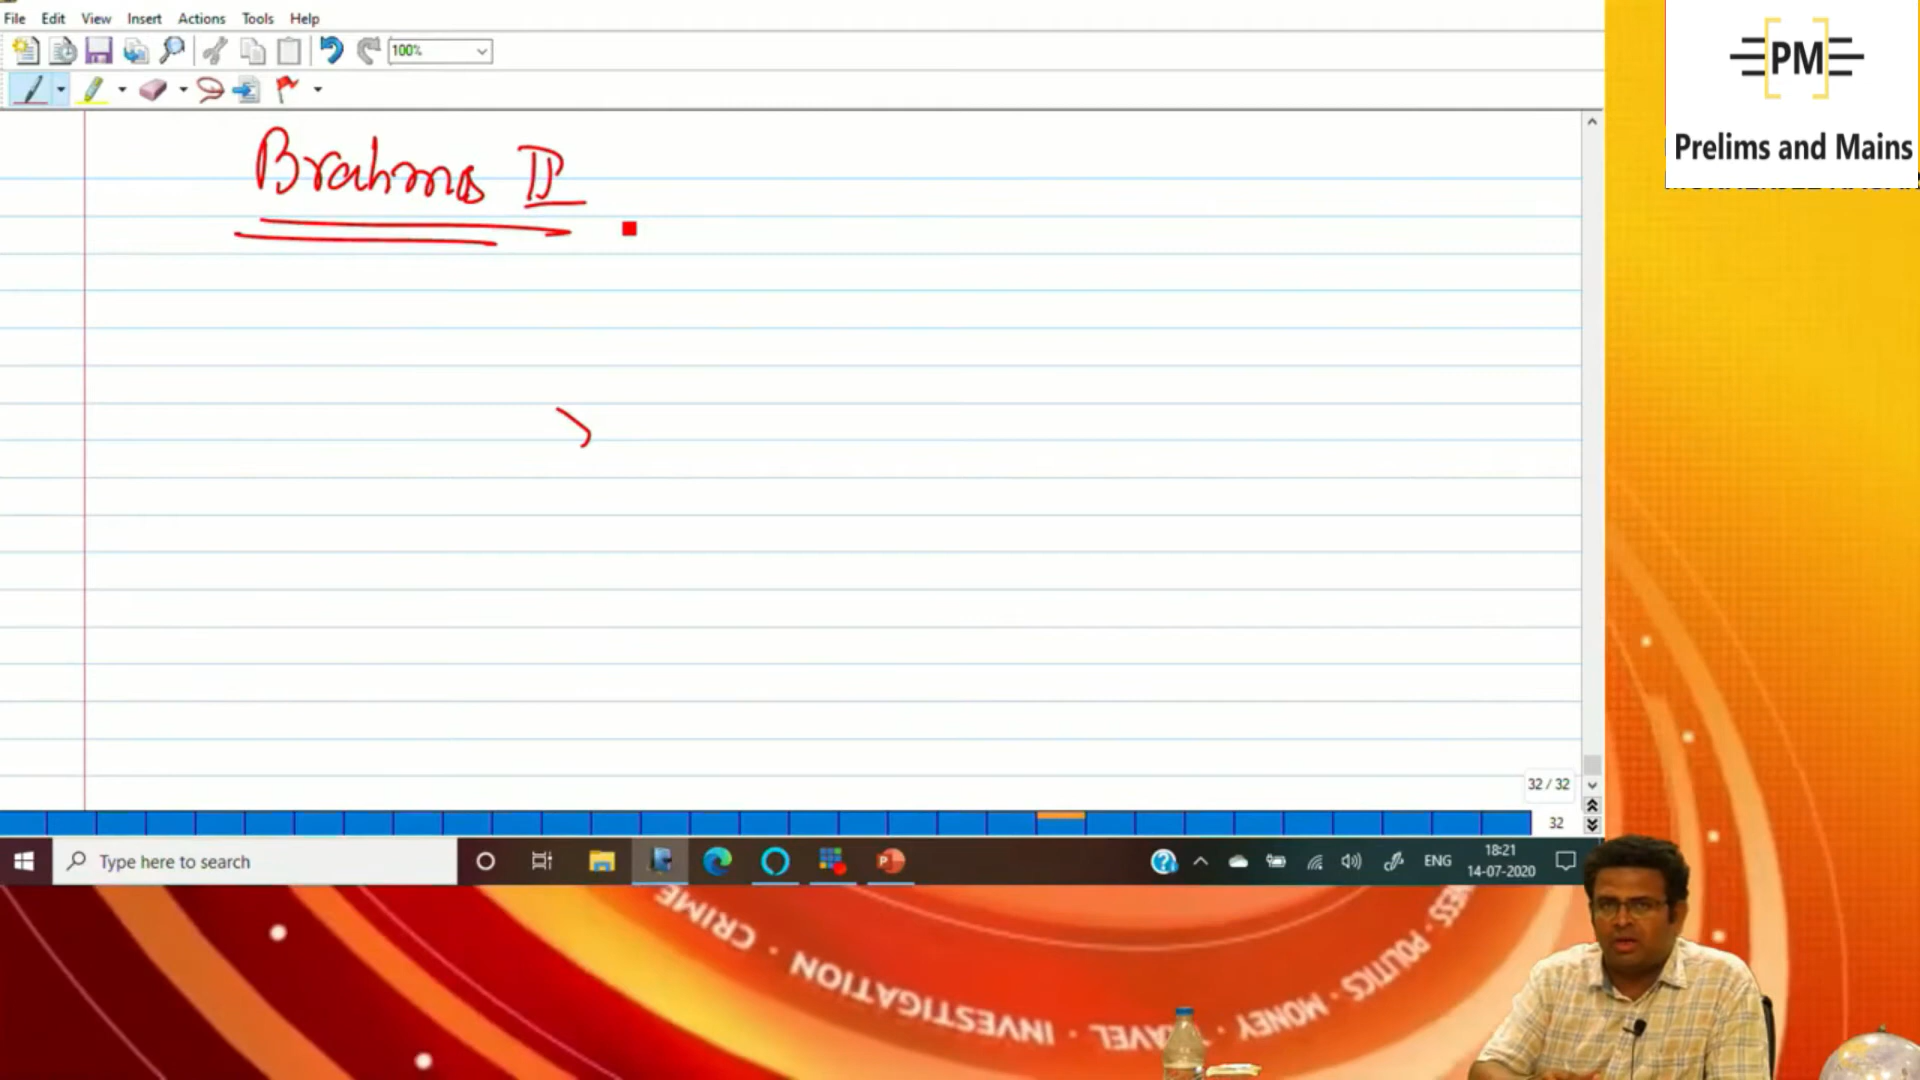 File Edit View Insert Actions Tools Help
100%
PM
Prelims and Mains
Brahmos II
32 / 32
32
Type here to search
ENG
18:21
14-07-2020
CRIME · INVESTIGATION · MONEY · POLITICS ·